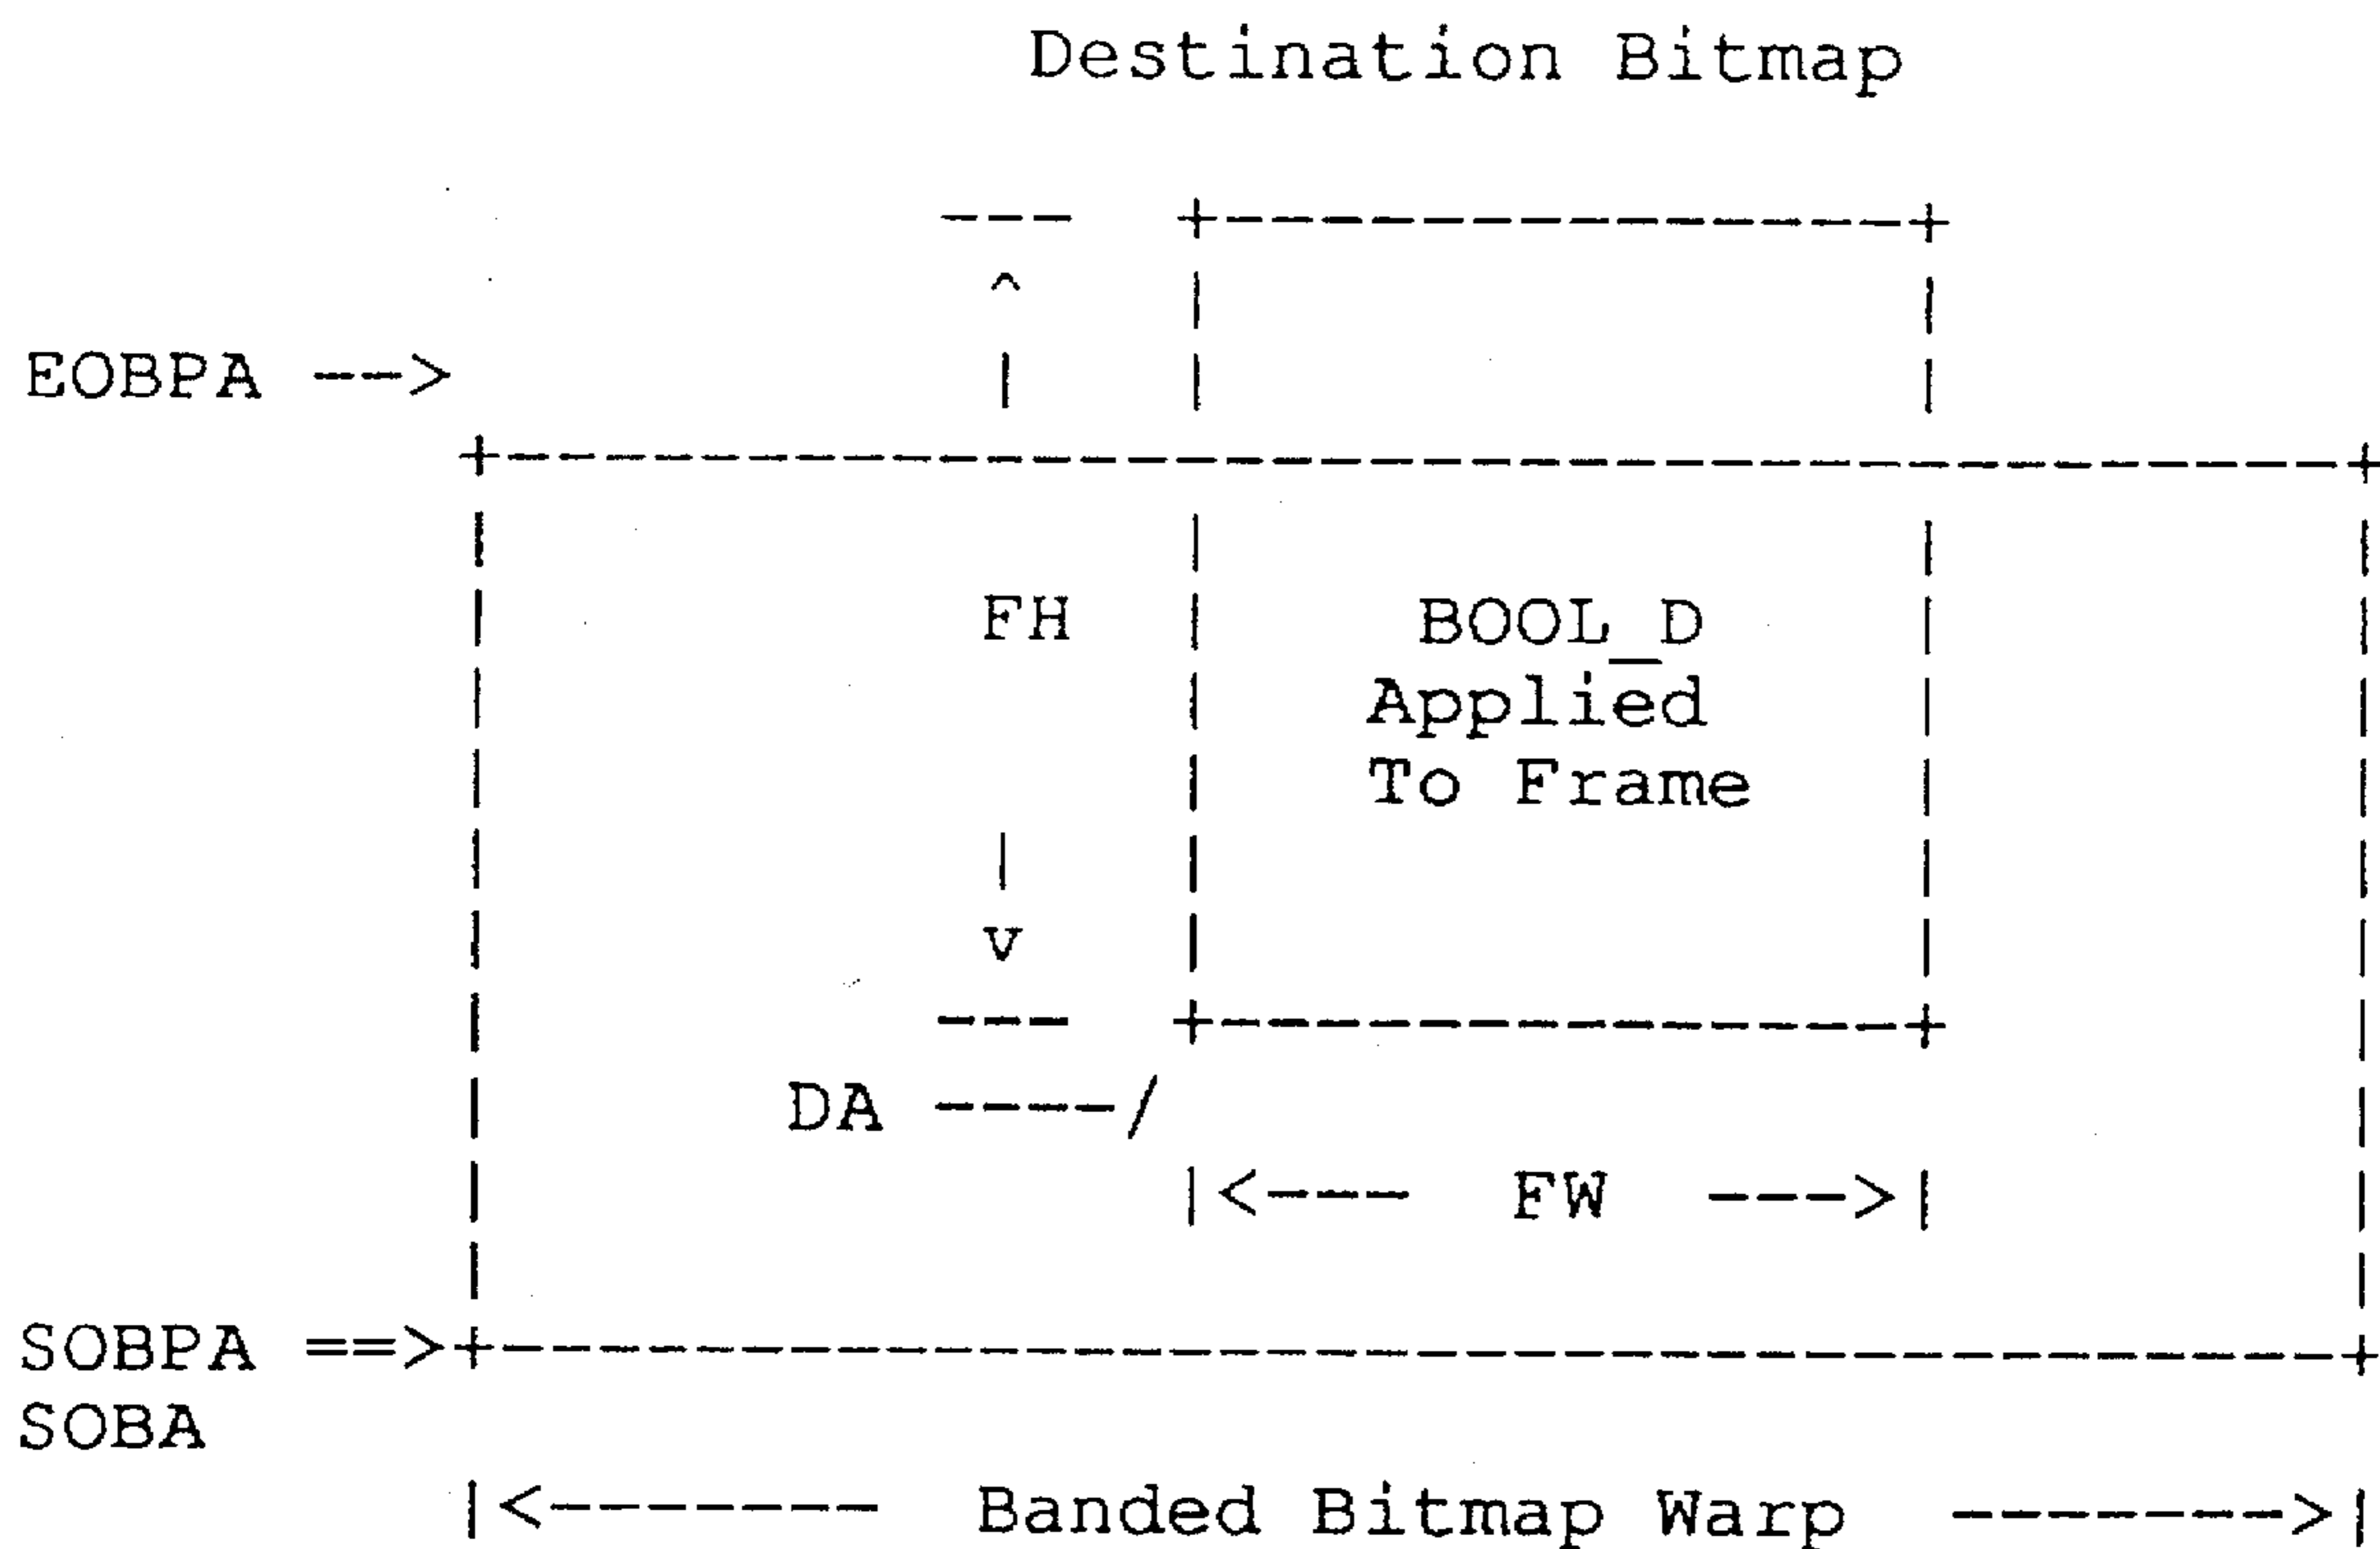 Destination Bitmap
--- +---------------+
^ | |
EOBPA --> | | |
+---------------------------------------+
| | | |
| FH | BOOL_D | |
| | Applied | |
| | To Frame | |
| | | | |
| v | | |
| --- +---------------+ |
| DA ----/ |
| |<--- FW --->| |
| |
SOBPA ==>+---------------------------------------+
SOBA
|<------- Banded Bitmap Warp ------->|